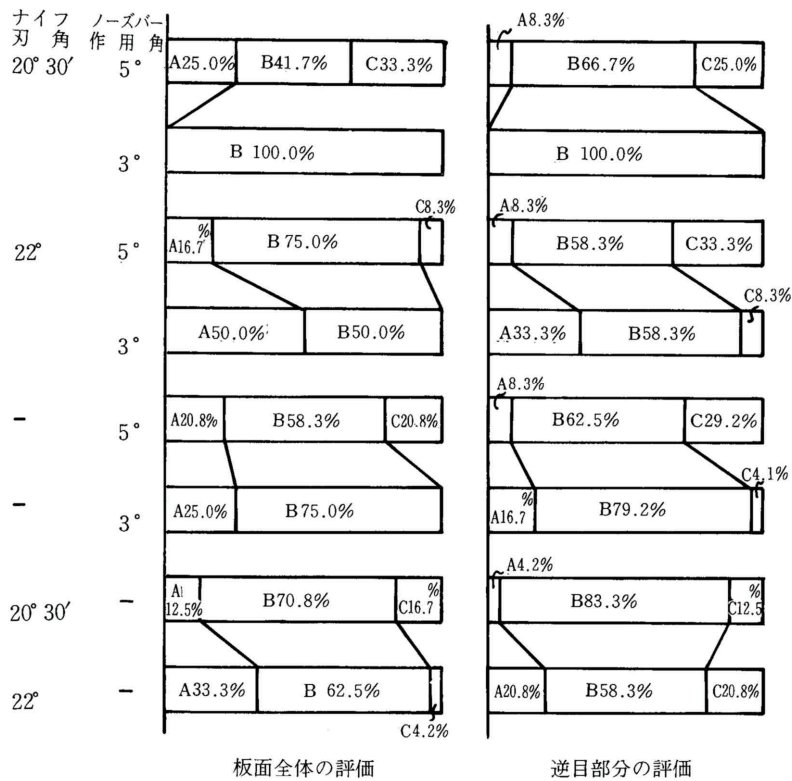 ナイフ ノーズバー
刃角 作用角
A8.3%
20°30′ 5° A25.0% B41.7% C33.3% B66.7% C25.0%
3° B 100.0% B 100.0%
C8.3% A8.3%
22° 5° A16.7% B75.0% B58.3% C33.3%
C8.3%
3° A50.0% B50.0% A33.3% B58.3%
A8.3%
- 5° A20.8% B58.3% C20.8% B62.5% C29.2%
C4.1%
- 3° A25.0% B75.0% A16.7% B79.2%
A4.2%
20°30′ - A12.5% B70.8% C16.7% B83.3% C12.5%
22° - A33.3% B 62.5% A20.8% B58.3% C20.8%
C4.2%
板面全体の評価 逆目部分の評価